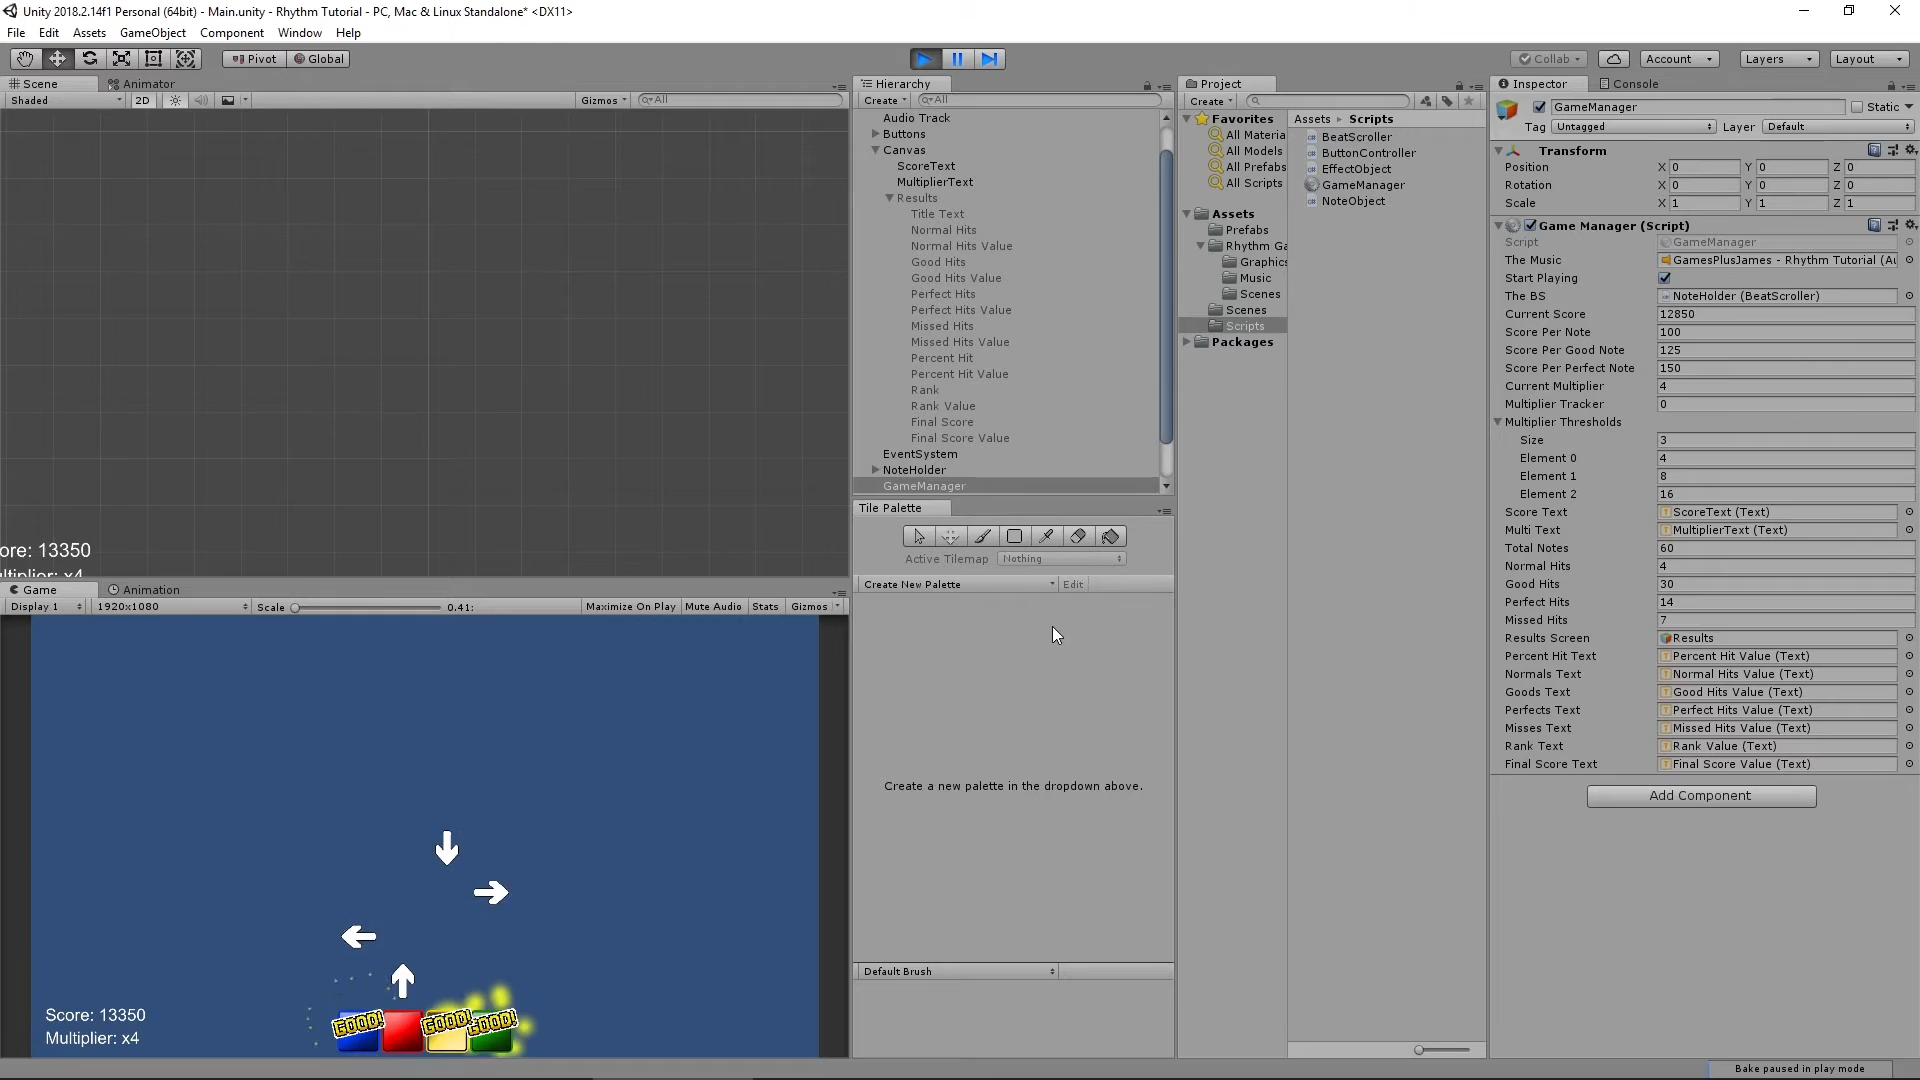 Unity 2018.2.14f1 Personal (64bit) - Main.unity - Rhythm Tutorial - PC, Mac & Linux Standalone* <DX11>
File Edit Assets GameObject Component Window Help
Pivot Global Collab Account Layers Layout
Scene Animator
Shaded 2D Gizmos All
ore: 13350
ultiplier: x4
Game Animation
Display 1 1920x1080 Scale 0.41: Maximize On Play Mute Audio Stats Gizmos
GOOD! GOOD! GOOD!
Score: 13350
Multiplier: x4
Hierarchy
Create All
Audio Track
Buttons
Canvas
ScoreText
MultiplierText
Results
Title Text
Normal Hits
Normal Hits Value
Good Hits
Good Hits Value
Perfect Hits
Perfect Hits Value
Missed Hits
Missed Hits Value
Percent Hit
Percent Hit Value
Rank
Rank Value
Final Score
Final Score Value
EventSystem
NoteHolder
GameManager
Tile Palette
Active Tilemap Nothing
Create New Palette Edit
Create a new palette in the dropdown above.
Default Brush
Project
Create
Favorites
All Materia
All Models
All Prefabs
All Scripts
Assets
Prefabs
Rhythm Ga
Graphics
Music
Scenes
Scenes
Scripts
Packages
Assets Scripts
BeatScroller
ButtonController
EffectObject
GameManager
NoteObject
Inspector Console
GameManager Static
Tag Untagged Layer Default
Transform
Position X 0 Y 0 Z 0
Rotation X 0 Y 0 Z 0
Scale X 1 Y 1 Z 1
Game Manager (Script)
Script GameManager
The Music GamesPlusJames - Rhythm Tutorial (Au
Start Playing
The BS NoteHolder (BeatScroller)
Current Score 12850
Score Per Note 100
Score Per Good Note 125
Score Per Perfect Note 150
Current Multiplier 4
Multiplier Tracker 0
Multiplier Thresholds
Size 3
Element 0 4
Element 1 8
Element 2 16
Score Text ScoreText (Text)
Multi Text MultiplierText (Text)
Total Notes 60
Normal Hits 4
Good Hits 30
Perfect Hits 14
Missed Hits 7
Results Screen Results
Percent Hit Text Percent Hit Value (Text)
Normals Text Normal Hits Value (Text)
Goods Text Good Hits Value (Text)
Perfects Text Perfect Hits Value (Text)
Misses Text Missed Hits Value (Text)
Rank Text Rank Value (Text)
Final Score Text Final Score Value (Text)
Add Component
Bake paused in play mode